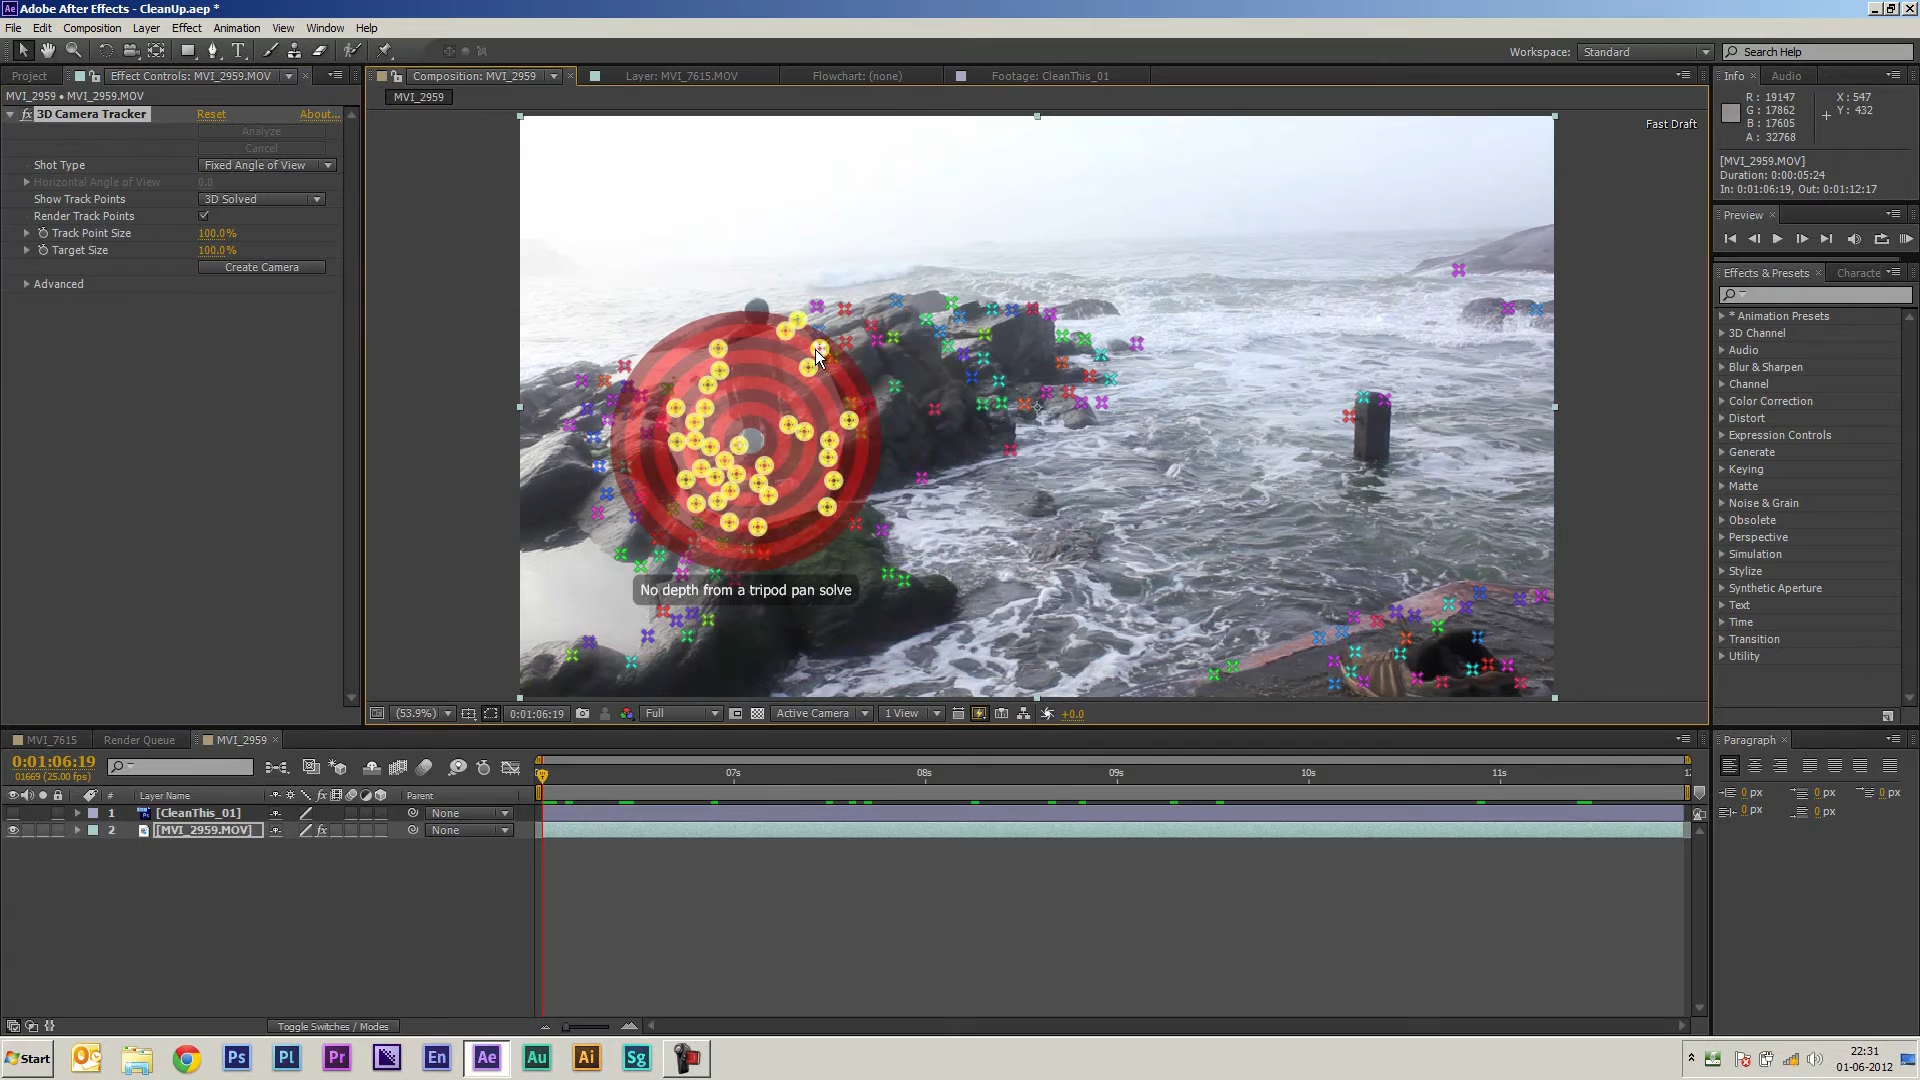 Adobe After Effects - CleanUp.aep *
File Edit Composition Layer Effect Animation View Window Help
Workspace: Standard Search Help
Project Effect Controls: MVI_2959.MOV Composition: MVI_2959 Layer: MVI_7615.MOV Flowchart: (none) Footage: CleanThis_01 Info Audio
MVI_2959 • MVI_2959.MOV
MVI_2959
3D Camera Tracker Reset About...
Analyze
Cancel
Shot Type Fixed Angle of View
Horizontal Angle of View 0.0
Show Track Points 3D Solved
Render Track Points
Track Point Size 100.0%
Target Size 100.0%
Create Camera
Advanced
Fast Draft
No depth from a tripod pan solve
(53.9%) 0:01:06:19 Full Active Camera 1 View +0.0
R : 19147 X : 547
G : 17862 Y : 432
B : 17605
A : 32768
[MVI_2959.MOV]
Duration: 0:00:05:24
In: 0:01:06:19, Out: 0:01:12:17
Preview
Effects & Presets Characte
* Animation Presets
3D Channel
Audio
Blur & Sharpen
Channel
Color Correction
Distort
Expression Controls
Generate
Keying
Matte
Noise & Grain
Obsolete
Perspective
Simulation
Stylize
Synthetic Aperture
Text
Time
Transition
Utility
MVI_7615 Render Queue MVI_2959
0:01:06:19
01669 (25.00 fps)
07s 08s 09s 10s 11s 12
# Layer Name Parent
1 [CleanThis_01] None
2 [MVI_2959.MOV] None
Toggle Switches / Modes
Paragraph
0 px 0 px 0 px
0 px 0 px
Start Ps Pl Pr En Ae Au Ai Sg
22:31
01-06-2012